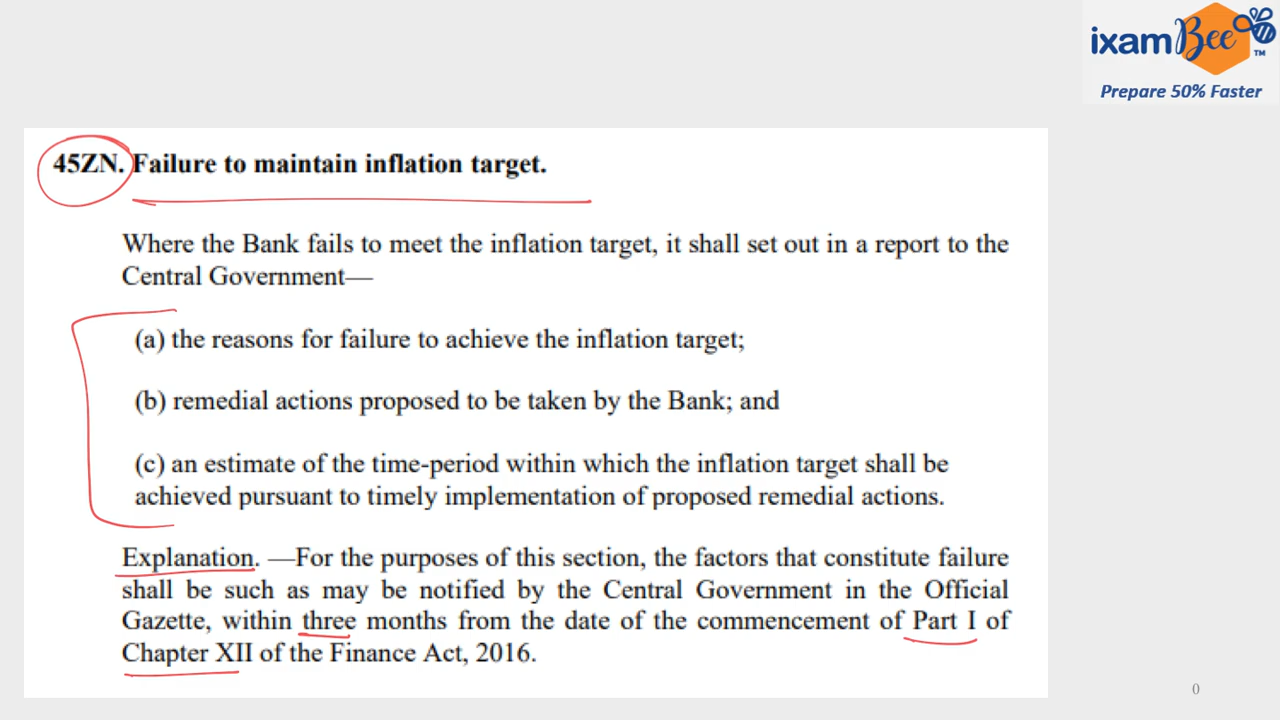 ixamBee
TM
Prepare 50% Faster
45ZN. Failure to maintain inflation target.
Where the Bank fails to meet the inflation target, it shall set out in a report to the
Central Government—
(a) the reasons for failure to achieve the inflation target;
(b) remedial actions proposed to be taken by the Bank; and
(c) an estimate of the time-period within which the inflation target shall be
achieved pursuant to timely implementation of proposed remedial actions.
Explanation. —For the purposes of this section, the factors that constitute failure
shall be such as may be notified by the Central Government in the Official
Gazette, within three months from the date of the commencement of Part I of
Chapter XII of the Finance Act, 2016.
0